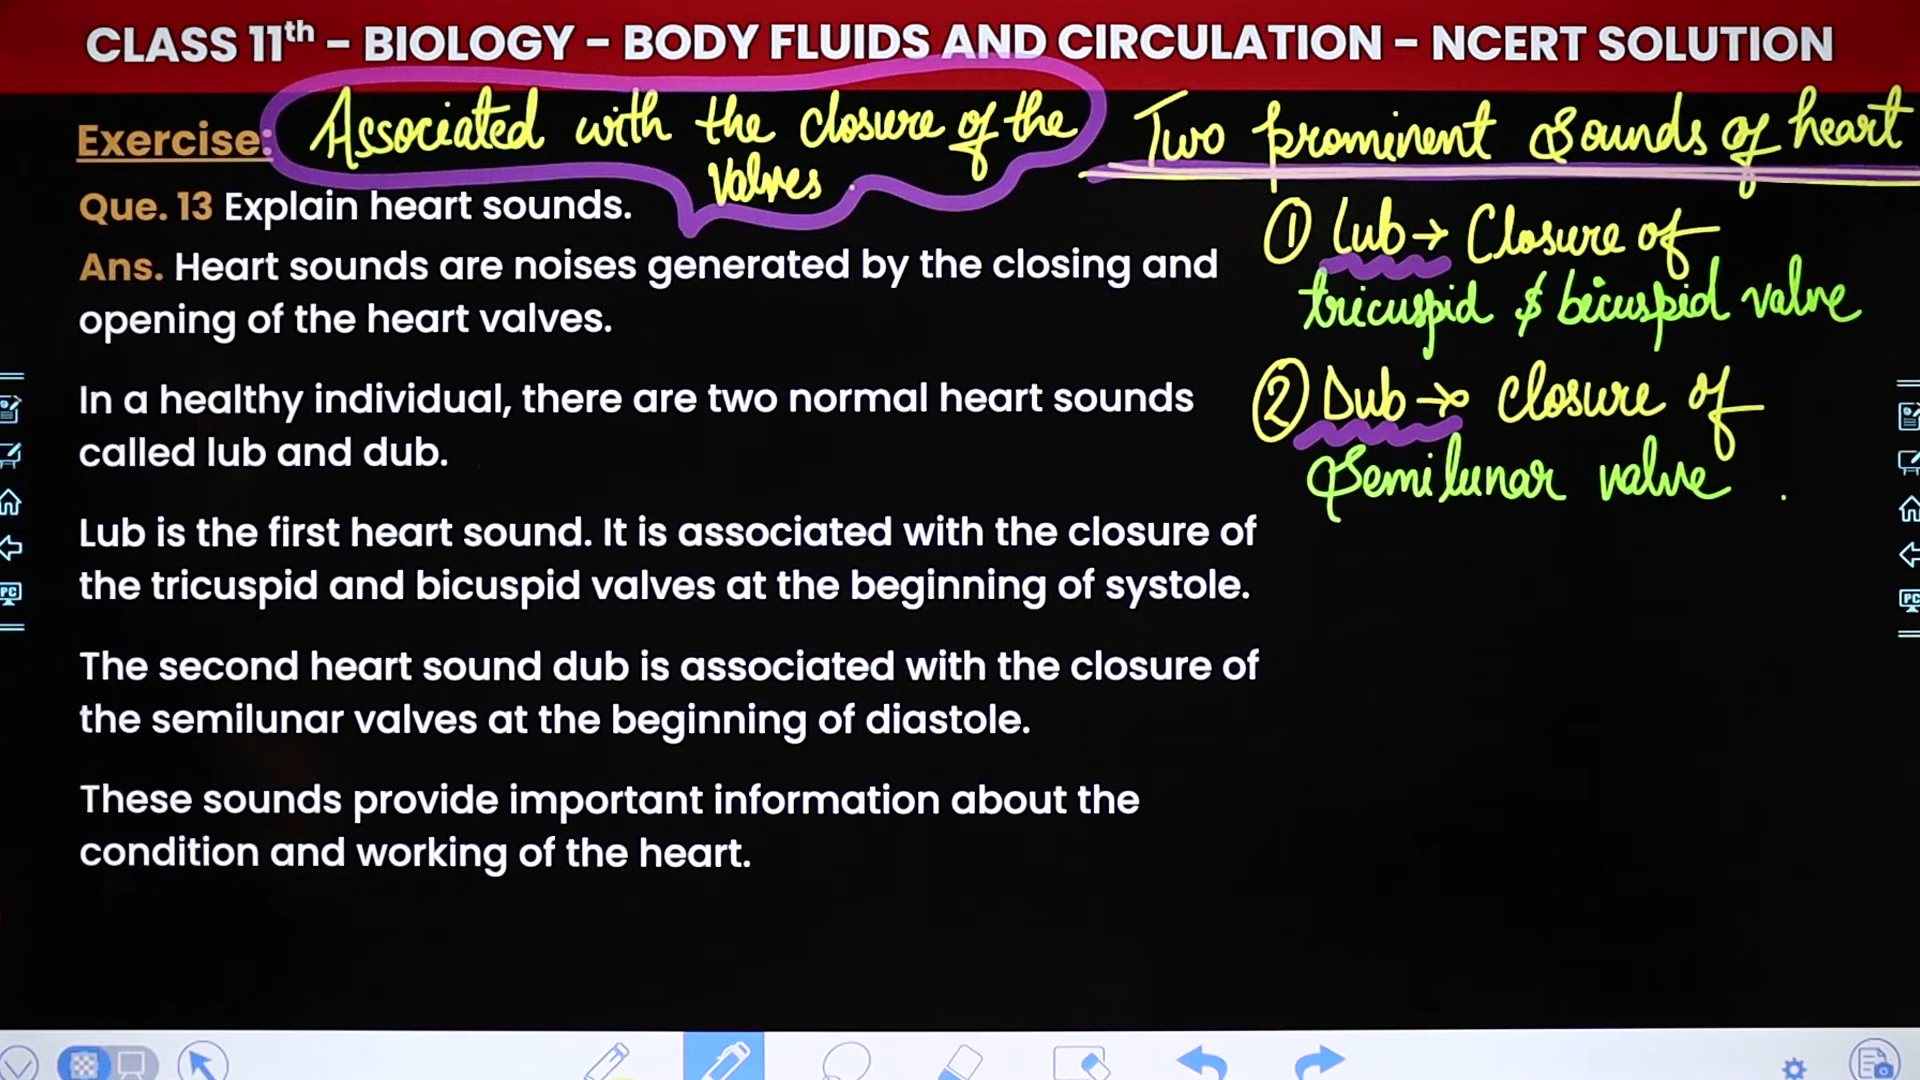 CLASS 11th – BIOLOGY – BODY FLUIDS AND CIRCULATION – NCERT SOLUTION
Exercise:
Associated with the closure of the
valves.
Que. 13 Explain heart sounds.
Ans. Heart sounds are noises generated by the closing and
opening of the heart valves.
In a healthy individual, there are two normal heart sounds
called lub and dub.
Lub is the first heart sound. It is associated with the closure of
the tricuspid and bicuspid valves at the beginning of systole.
The second heart sound dub is associated with the closure of
the semilunar valves at the beginning of diastole.
These sounds provide important information about the
condition and working of the heart.
Two prominent sounds of heart
① Lub → Closure of
tricuspid & bicuspid valve
② Dub → closure of
Semilunar valve .
PC
PC